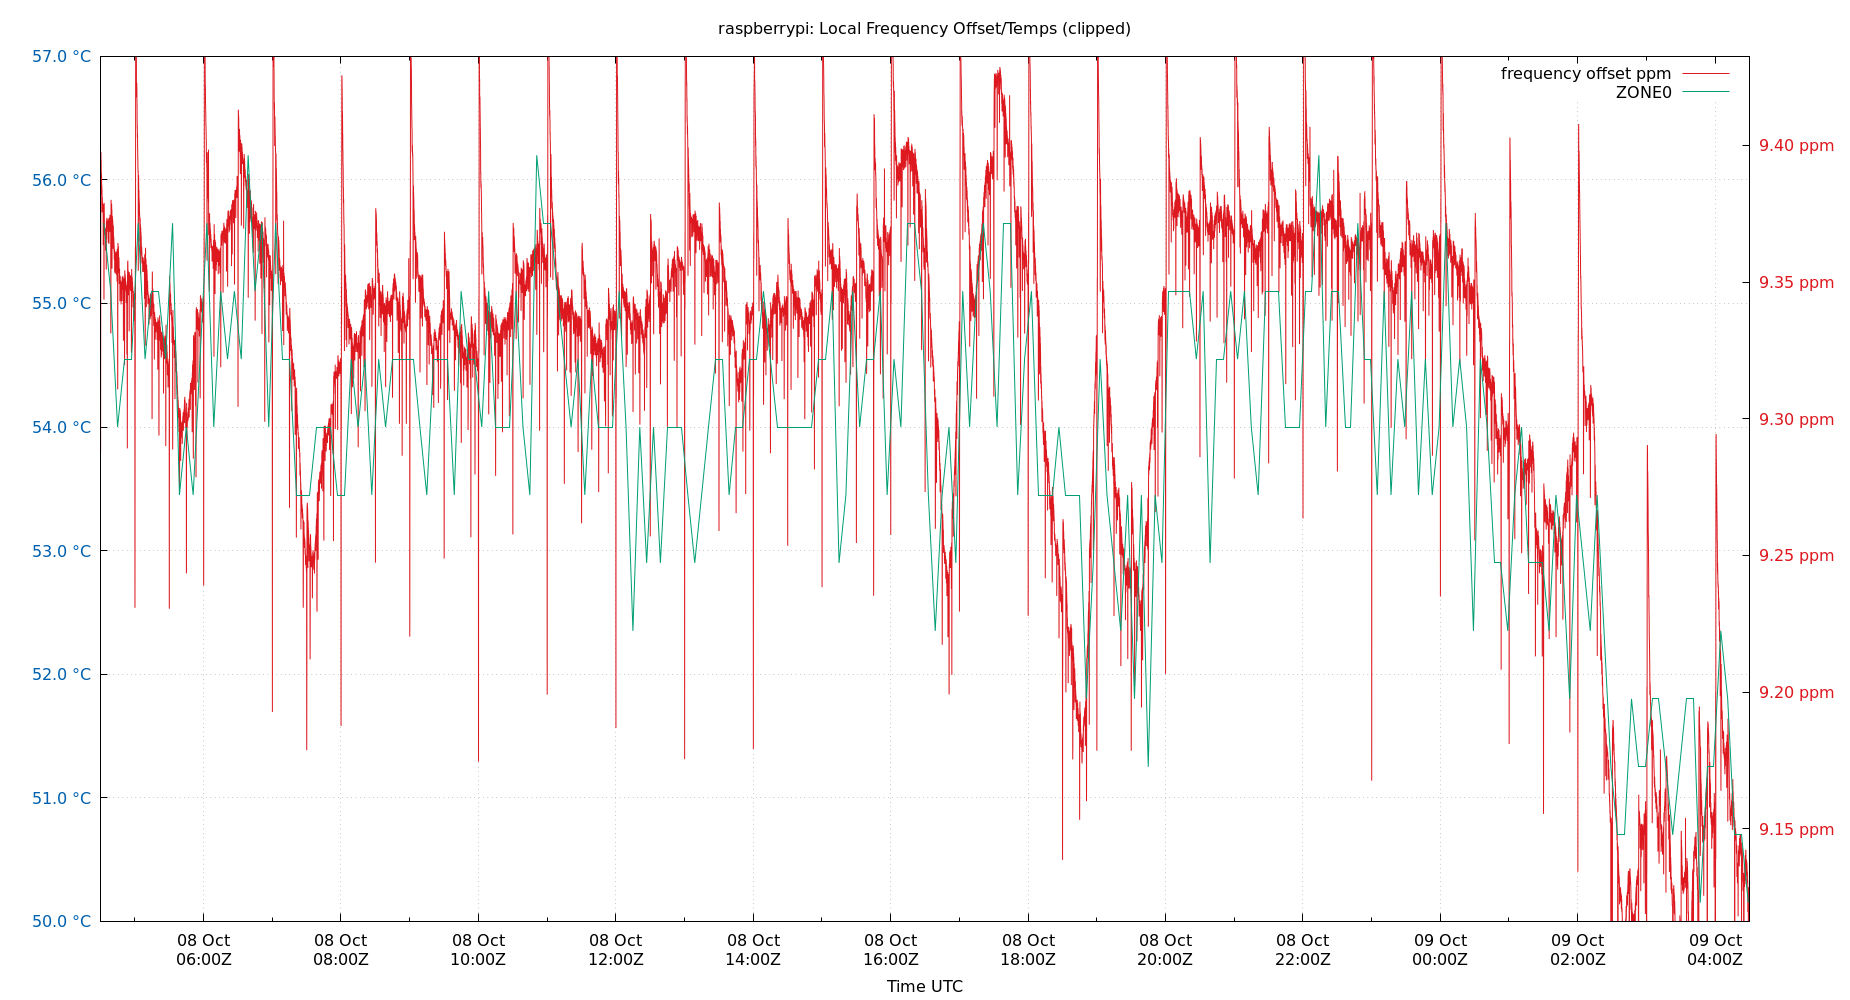 raspberrypi: Local Frequency Offset/Temps (clipped)
57.0 °C
56.0 °C
55.0 °C
54.0 °C
53.0 °C
52.0 °C
51.0 °C
50.0 °C
frequency offset ppm
ZONE0
9.40 ppm
9.35 ppm
9.30 ppm
9.25 ppm
9.20 ppm
9.15 ppm
08 Oct
06:00Z
08 Oct
08:00Z
08 Oct
10:00Z
08 Oct
12:00Z
08 Oct
14:00Z
08 Oct
16:00Z
08 Oct
18:00Z
08 Oct
20:00Z
08 Oct
22:00Z
09 Oct
00:00Z
09 Oct
02:00Z
09 Oct
04:00Z
Time UTC